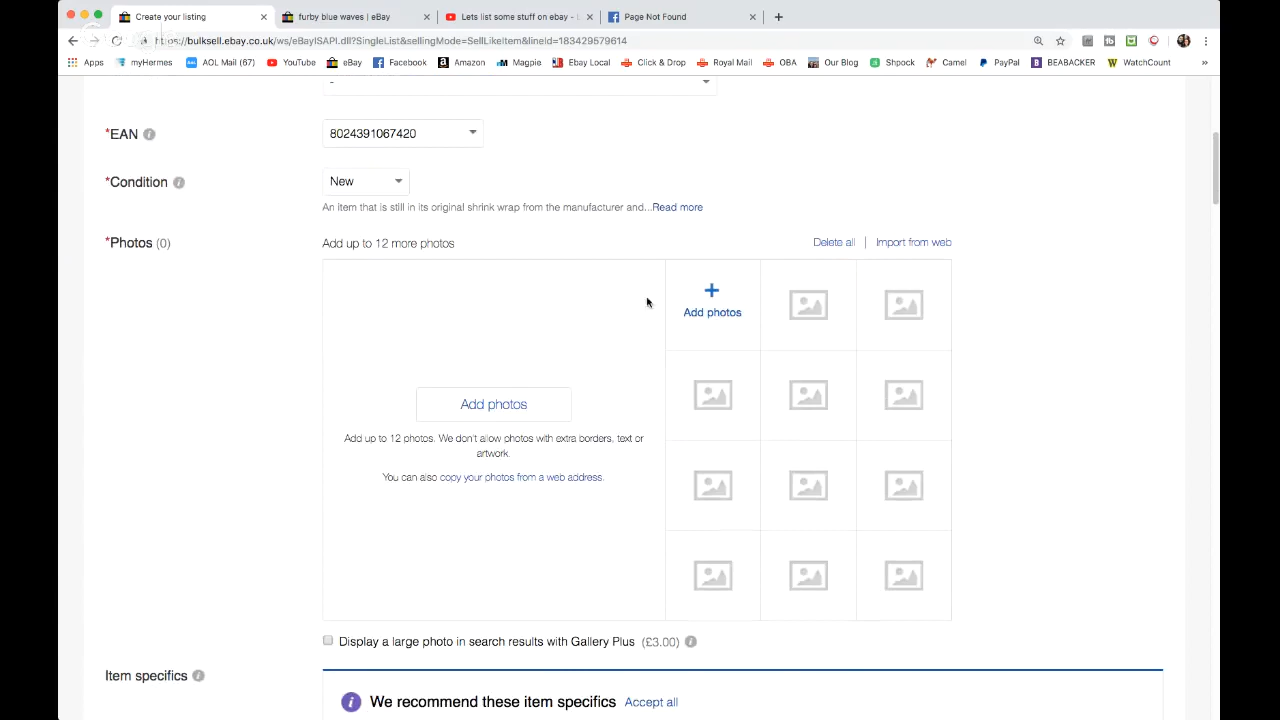 Create your listing
furby blue waves | eBay
Lets list some stuff on ebay - L
Page Not Found
https://bulksell.ebay.co.uk/ws/eBayISAPI.dll?SingleList&sellingMode=SellLikeItem&lineId=183429579614
Apps myHermes AOL Mail (67) YouTube eBay Facebook Amazon Magpie Ebay Local Click & Drop Royal Mail OBA Our Blog Shpock Camel PayPal BEABACKER WatchCount »
*EAN
8024391067420
*Condition
New
An item that is still in its original shrink wrap from the manufacturer and...Read more
*Photos (0)
Add up to 12 more photos
Delete all | Import from web
Add photos
Add photos
Add up to 12 photos. We don't allow photos with extra borders, text or
artwork.
You can also copy your photos from a web address.
Display a large photo in search results with Gallery Plus (£3.00)
Item specifics
We recommend these item specifics Accept all